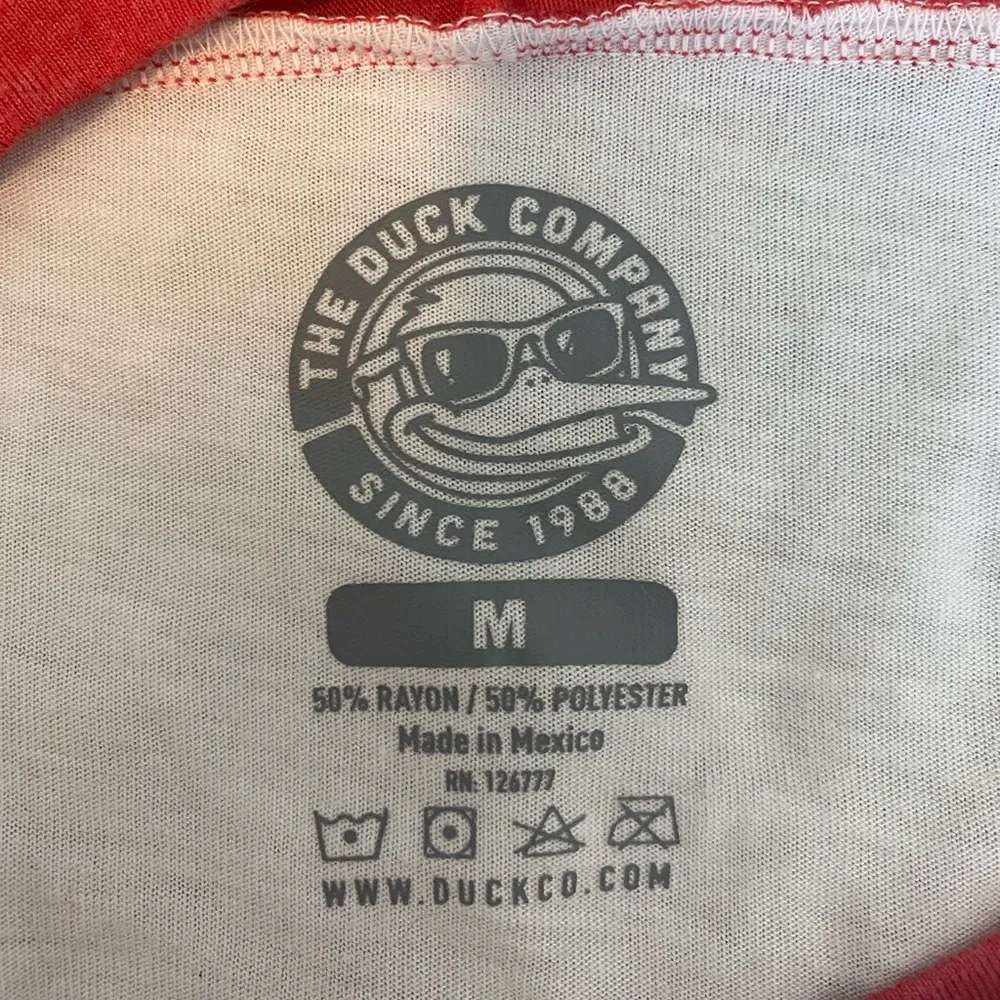 THE DUCK COMPANY
SINCE 1988
M
50% RAYON / 50% POLYESTER
Made in Mexico
RN: 126777
WWW.DUCKCO.COM